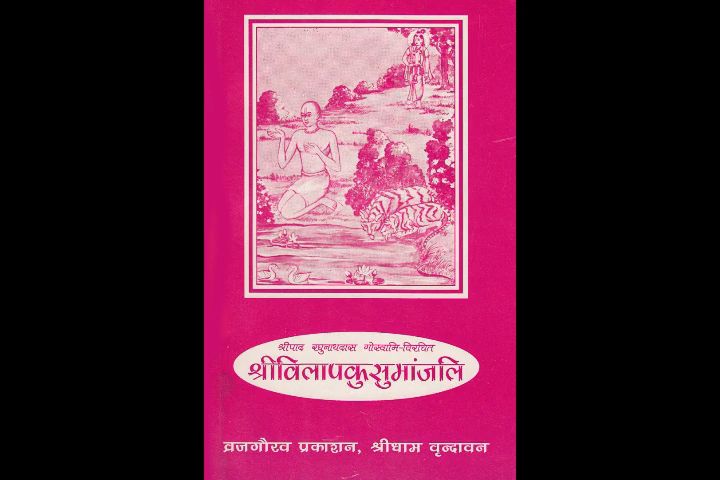 श्रीपाद रघुनाथदास गोस्वामि-विरचित
श्रीविलापकुसुमांजलि
व्रजगौरव प्रकाशन, श्रीधाम वृन्दावन